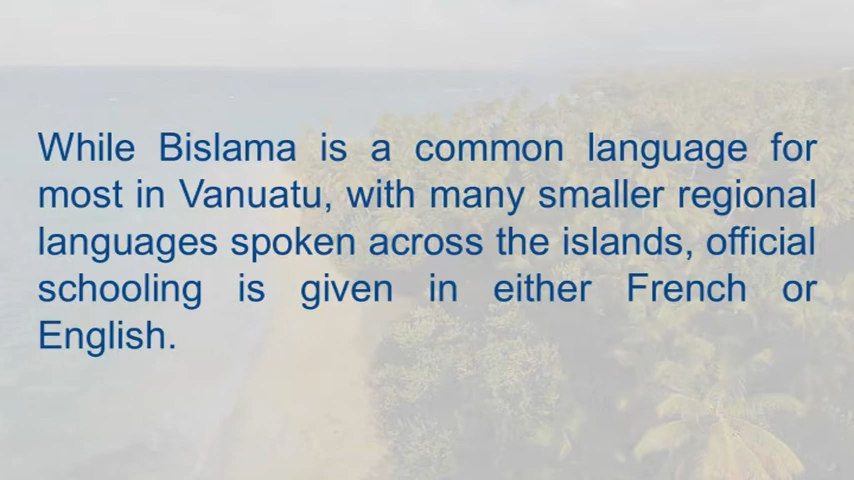 While Bislama is a common language for
most in Vanuatu, with many smaller regional
languages spoken across the islands, official
schooling is given in either French or
English.